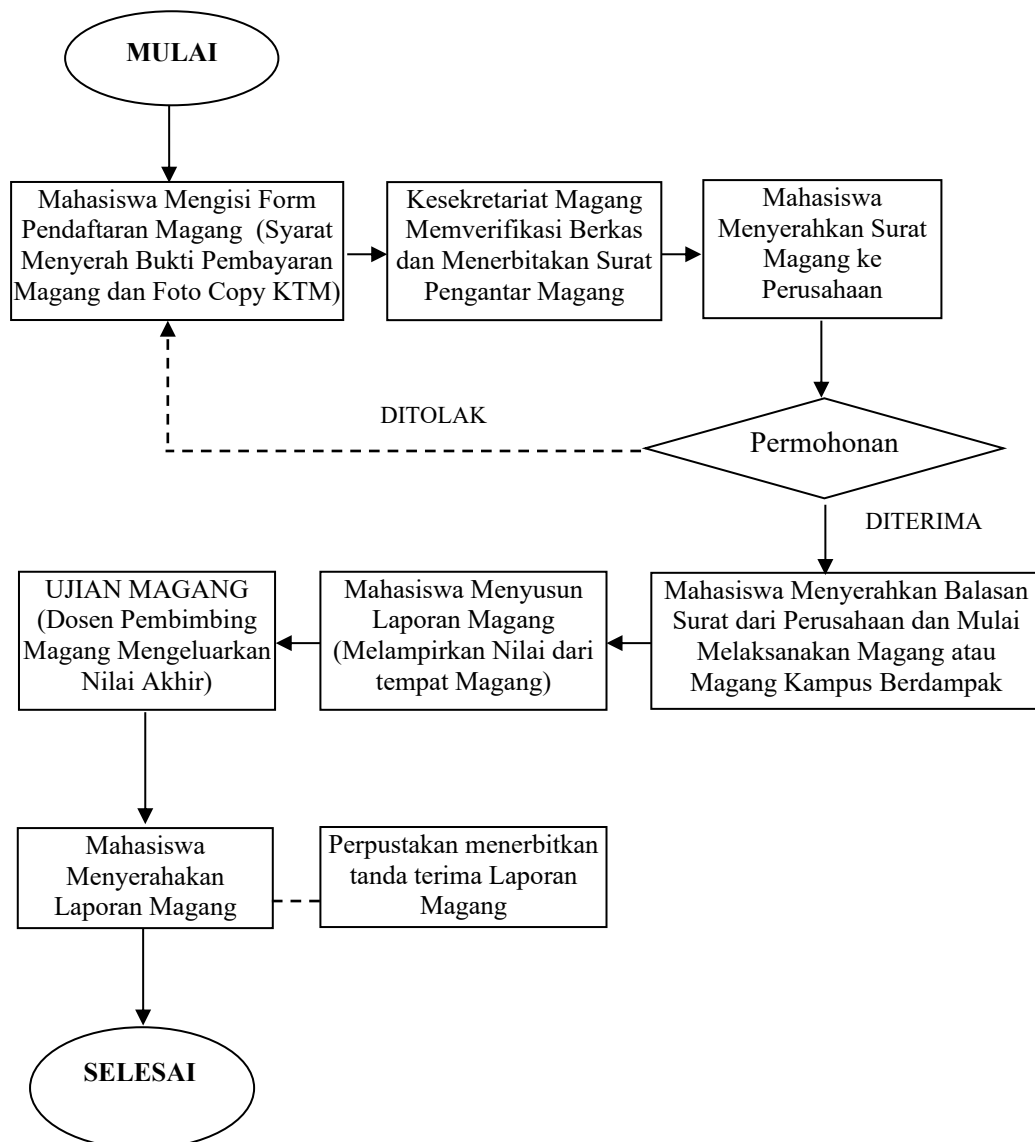 MULAI
Mahasiswa Mengisi Form
Pendaftaran Magang (Syarat
Menyerah Bukti Pembayaran
Magang dan Foto Copy KTM)
Kesekretariat Magang
Memverifikasi Berkas
dan Menerbitakan Surat
Pengantar Magang
Mahasiswa
Menyerahkan Surat
Magang ke
Perusahaan
DITOLAK
Permohonan
DITERIMA
Mahasiswa Menyerahkan Balasan
Surat dari Perusahaan dan Mulai
Melaksanakan Magang atau
Magang Kampus Berdampak
Mahasiswa Menyusun
Laporan Magang
(Melampirkan Nilai dari
tempat Magang)
UJIAN MAGANG
(Dosen Pembimbing
Magang Mengeluarkan
Nilai Akhir)
Mahasiswa
Menyerahakan
Laporan Magang
Perpustakan menerbitkan
tanda terima Laporan
Magang
SELESAI